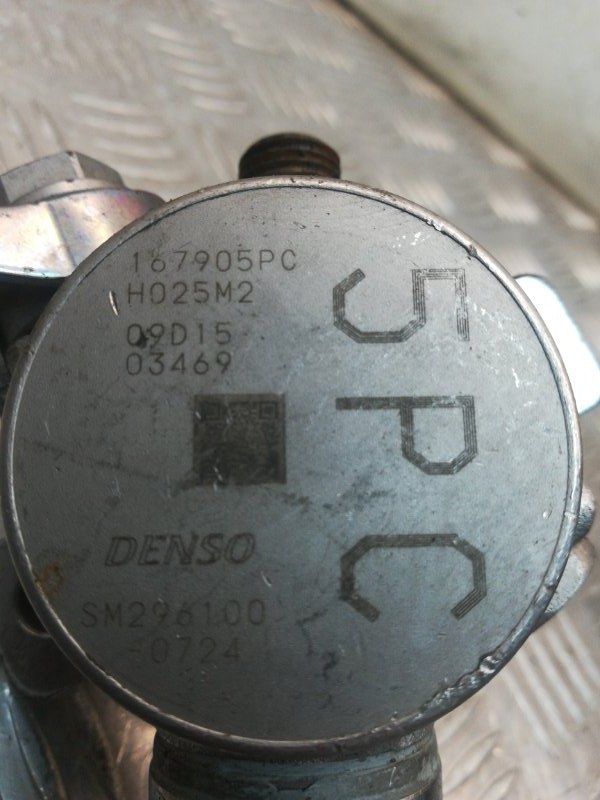 167905PC
H025M2
09D15
03469
DENSO
SM296100
-0724
5PC